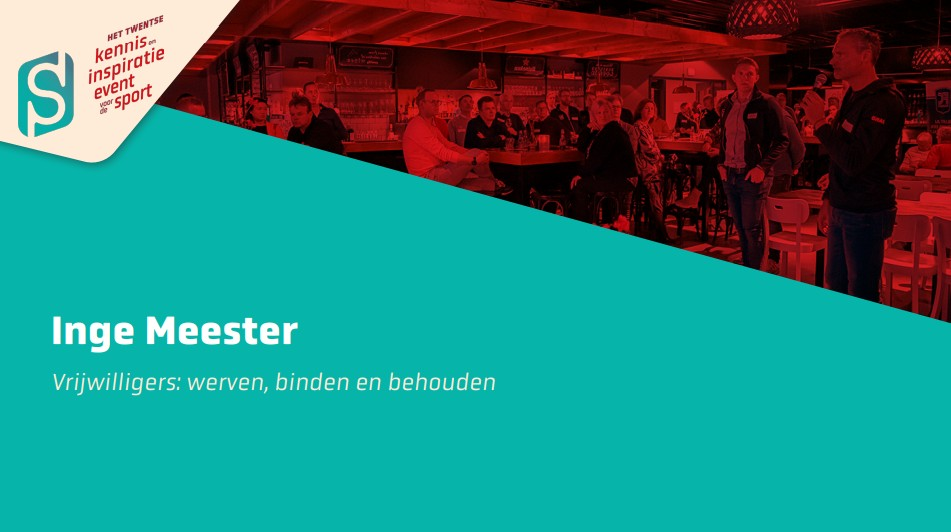 HET TWENTSE
kennis en
inspiratie
event
voor de sport
Inge Meester
Vrijwilligers: werven, binden en behouden